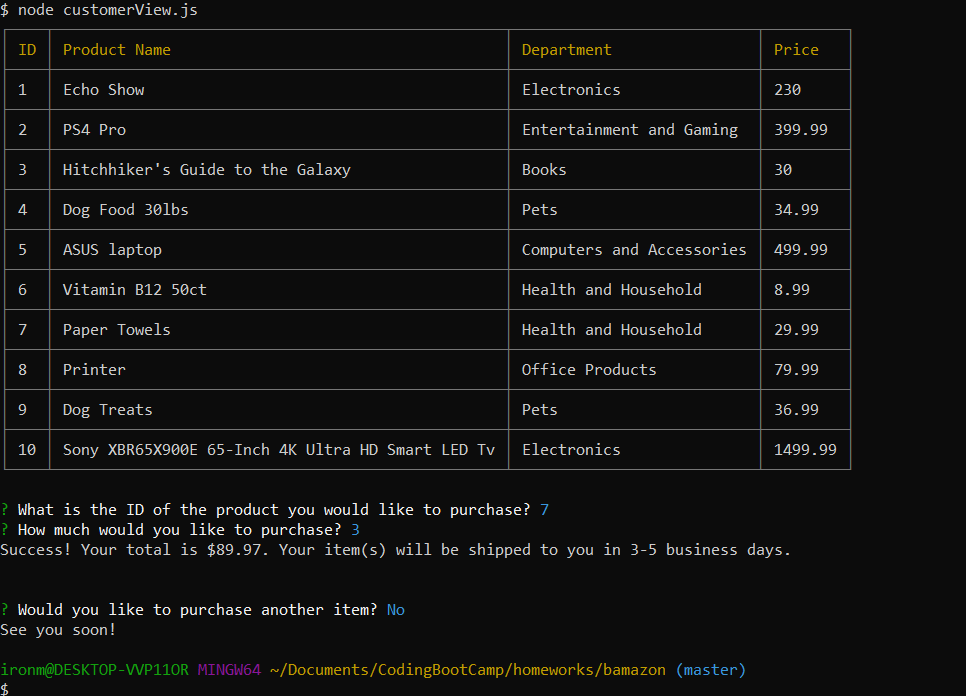 $ node customerView.js
ID Product Name Department Price
1 Echo Show Electronics 230
2 PS4 Pro Entertainment and Gaming 399.99
3 Hitchhiker's Guide to the Galaxy Books 30
4 Dog Food 30lbs Pets 34.99
5 ASUS laptop Computers and Accessories 499.99
6 Vitamin B12 50ct Health and Household 8.99
7 Paper Towels Health and Household 29.99
8 Printer Office Products 79.99
9 Dog Treats Pets 36.99
10 Sony XBR65X900E 65-Inch 4K Ultra HD Smart LED Tv Electronics 1499.99
? What is the ID of the product you would like to purchase? 7
? How much would you like to purchase? 3
Success! Your total is $89.97. Your item(s) will be shipped to you in 3-5 business days.
? Would you like to purchase another item? No
See you soon!
ironm@DESKTOP-VVP11OR MINGW64 ~/Documents/CodingBootCamp/homeworks/bamazon (master)
$